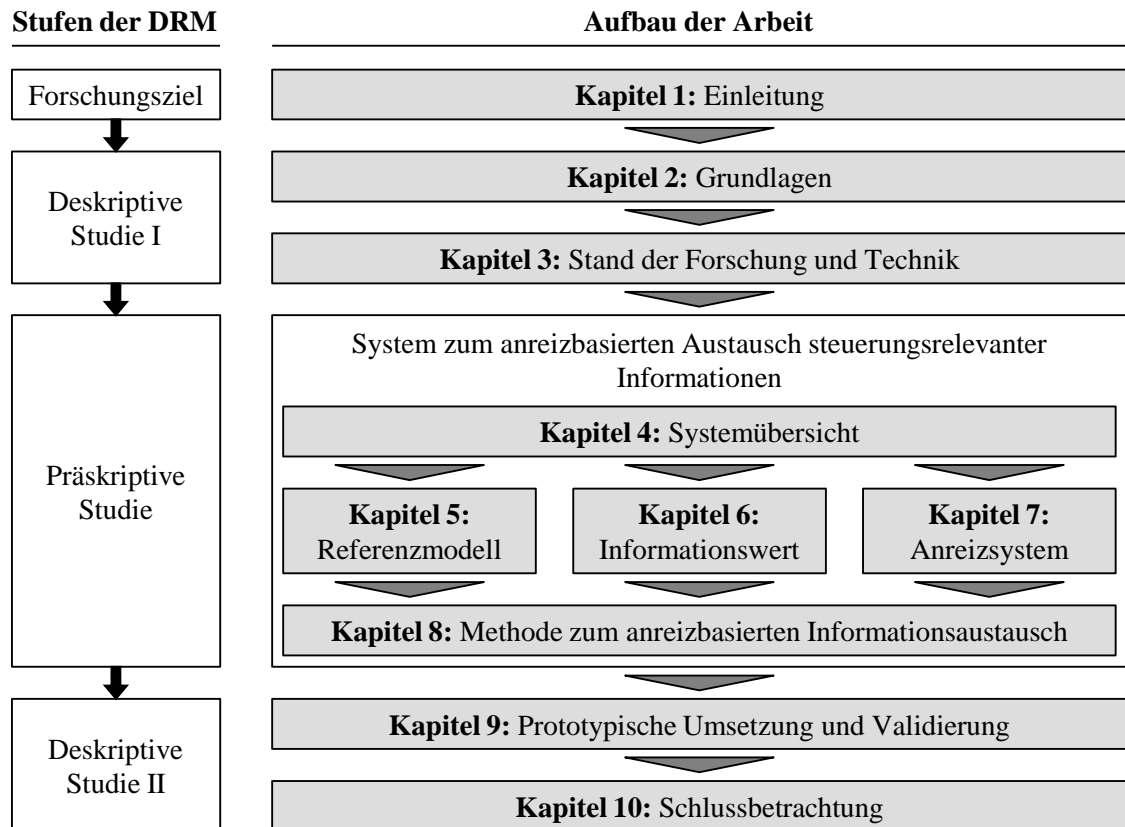 Stufen der DRM
Aufbau der Arbeit
Forschungsziel
Kapitel 1: Einleitung
Deskriptive
Studie I
Kapitel 2: Grundlagen
Kapitel 3: Stand der Forschung und Technik
Präskriptive
Studie
System zum anreizbasierten Austausch steuerungsrelevanter
Informationen
Kapitel 4: Systemübersicht
Kapitel 5:
Referenzmodell
Kapitel 6:
Informationswert
Kapitel 7:
Anreizsystem
Kapitel 8: Methode zum anreizbasierten Informationsaustausch
Deskriptive
Studie II
Kapitel 9: Prototypische Umsetzung und Validierung
Kapitel 10: Schlussbetrachtung